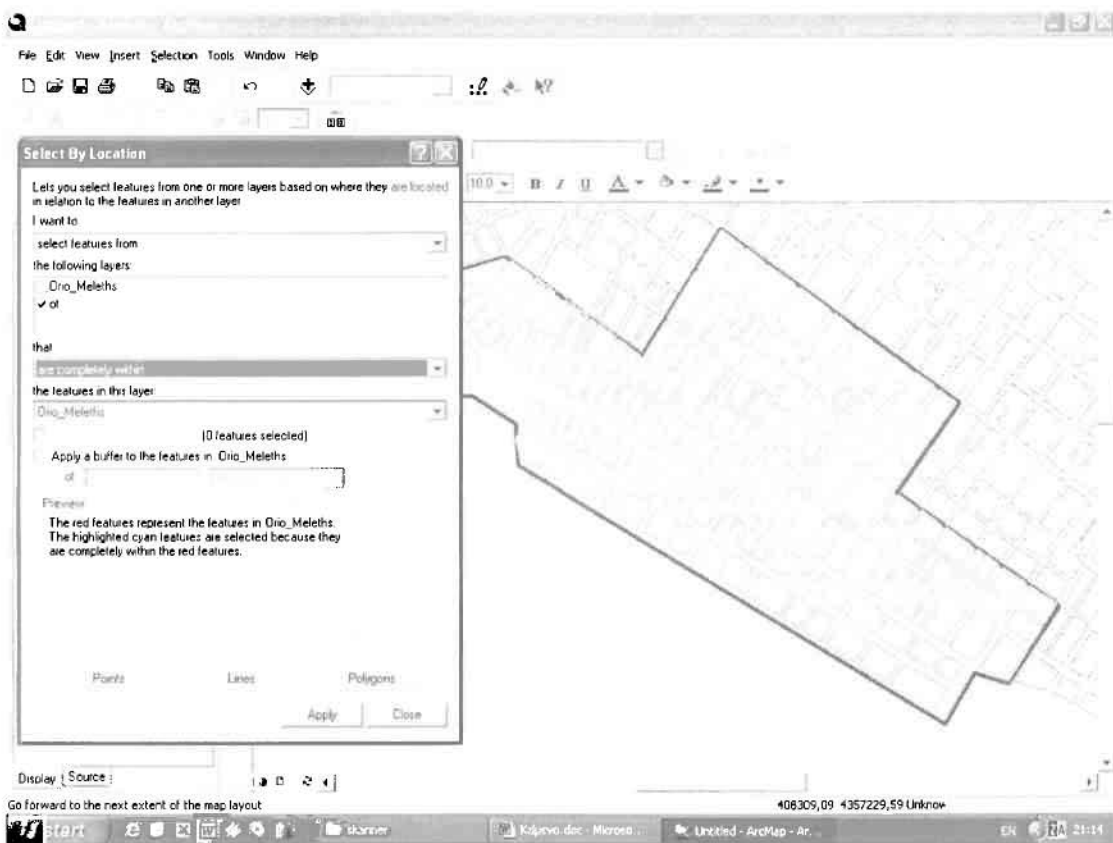 File Edit View Insert Selection Tools Window Help
Select By Location
Lets you select features from one or more layers based on where they are located
in relation to the features in another layer
I want to
select features from
the following layers:
Orio_Meleths
ot
that
are completely within
the features in this layer
Orio_Meleths
(0 features selected)
Apply a buffer to the features in Orio_Meleths
of
Preview
The red features represent the features in Orio_Meleths.
The highlighted cyan features are selected because they
are completely within the red features.
Points Lines Polygons
Apply Close
10.0 B I U A
Display Source
Go forward to the next extent of the map layout
406309,09 4357229,59 Unknow
start skanner .doc - Microso... Untitled - ArcMap - Ar... EN 21:14